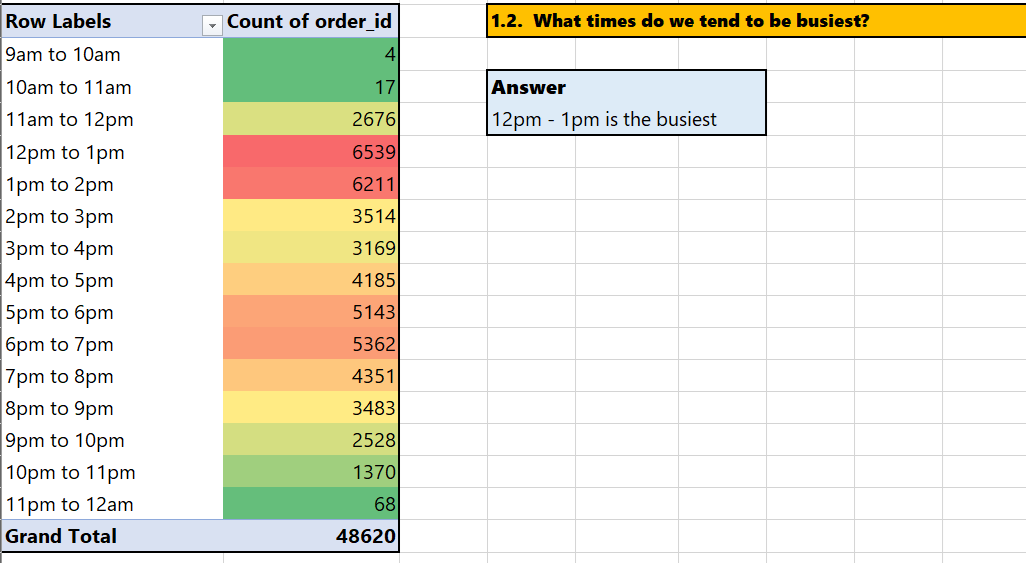 Row Labels Count of order_id
9am to 10am 4
10am to 11am 17
11am to 12pm 2676
12pm to 1pm 6539
1pm to 2pm 6211
2pm to 3pm 3514
3pm to 4pm 3169
4pm to 5pm 4185
5pm to 6pm 5143
6pm to 7pm 5362
7pm to 8pm 4351
8pm to 9pm 3483
9pm to 10pm 2528
10pm to 11pm 1370
11pm to 12am 68
Grand Total 48620
1.2. What times do we tend to be busiest?
Answer
12pm - 1pm is the busiest